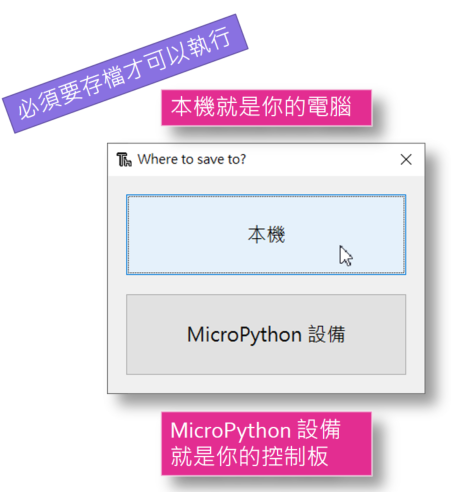 必須要存檔才可以執行
本機就是你的電腦
Where to save to?
本機
MicroPython 設備
MicroPython 設備
就是你的控制板